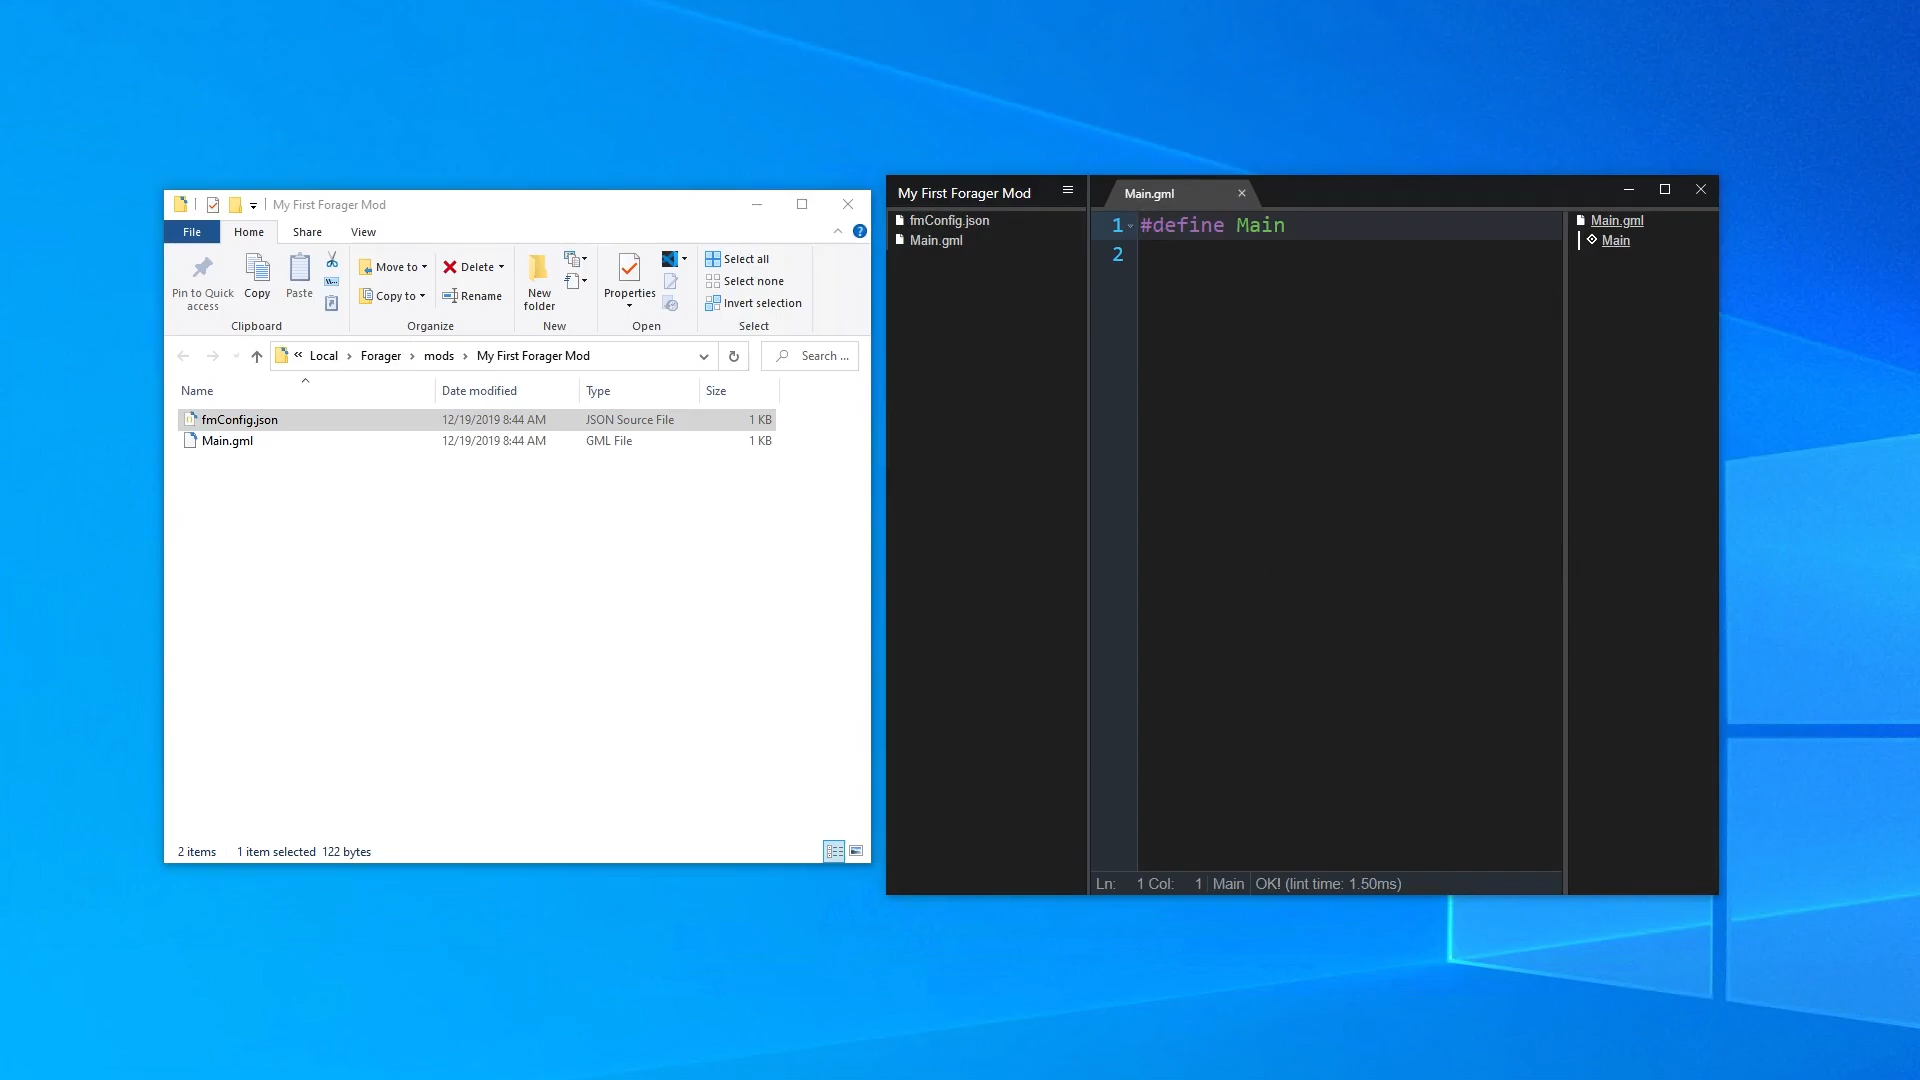 My First Forager Mod
File Home Share View
Pin to Quick access
Copy
Paste
Clipboard
Move to
Copy to
Delete
Rename
Organize
New folder
New
Properties
Open
Select all
Select none
Invert selection
Select
« Local › Forager › mods › My First Forager Mod
Search ...
Name Date modified Type Size
fmConfig.json 12/19/2019 8:44 AM JSON Source File 1 KB
Main.gml 12/19/2019 8:44 AM GML File 1 KB
2 items 1 item selected 122 bytes
My First Forager Mod
fmConfig.json
Main.gml
Main.gml
1 #define Main
2
Main.gml
Main
Ln: 1 Col: 1 Main OK! (lint time: 1.50ms)